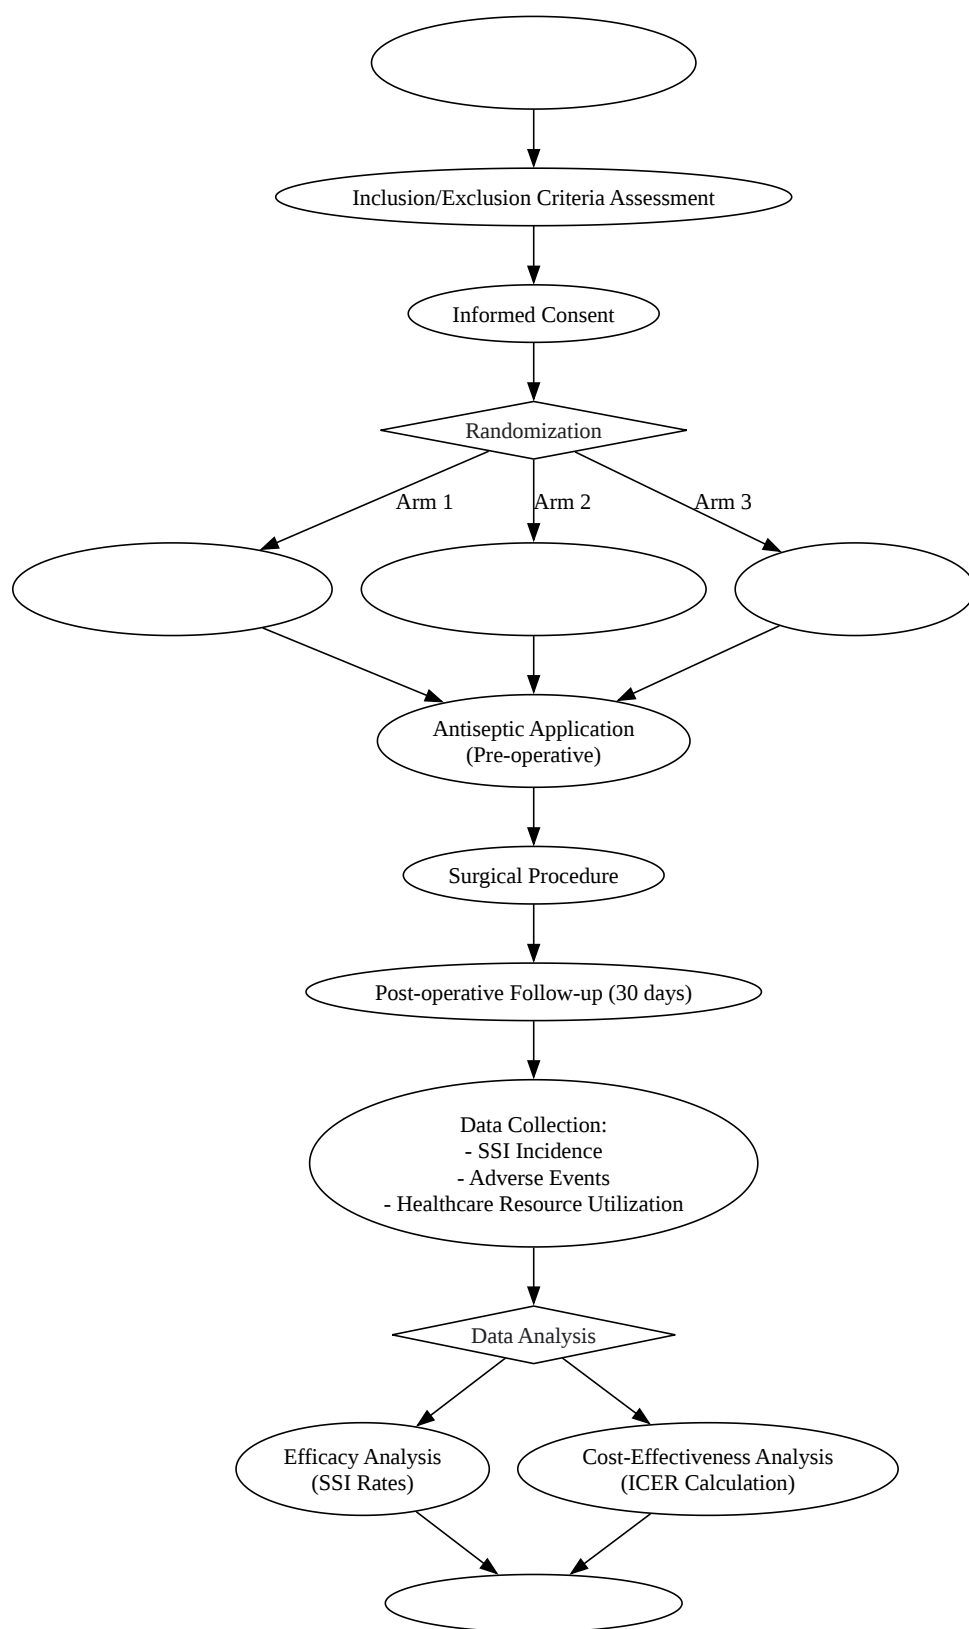 Inclusion/Exclusion Criteria Assessment
Informed Consent
Randomization
Arm 1
Arm 2
Arm 3
Antiseptic Application
(Pre-operative)
Surgical Procedure
Post-operative Follow-up (30 days)
Data Collection:
- SSI Incidence
- Adverse Events
- Healthcare Resource Utilization
Data Analysis
Efficacy Analysis
(SSI Rates)
Cost-Effectiveness Analysis
(ICER Calculation)